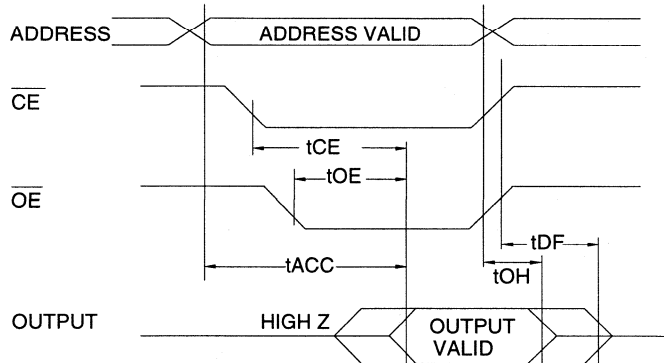 ADDRESS
ADDRESS VALID
CE
tCE
tOE
OE
tDF
tACC
tOH
OUTPUT
HIGH Z
OUTPUT
VALID